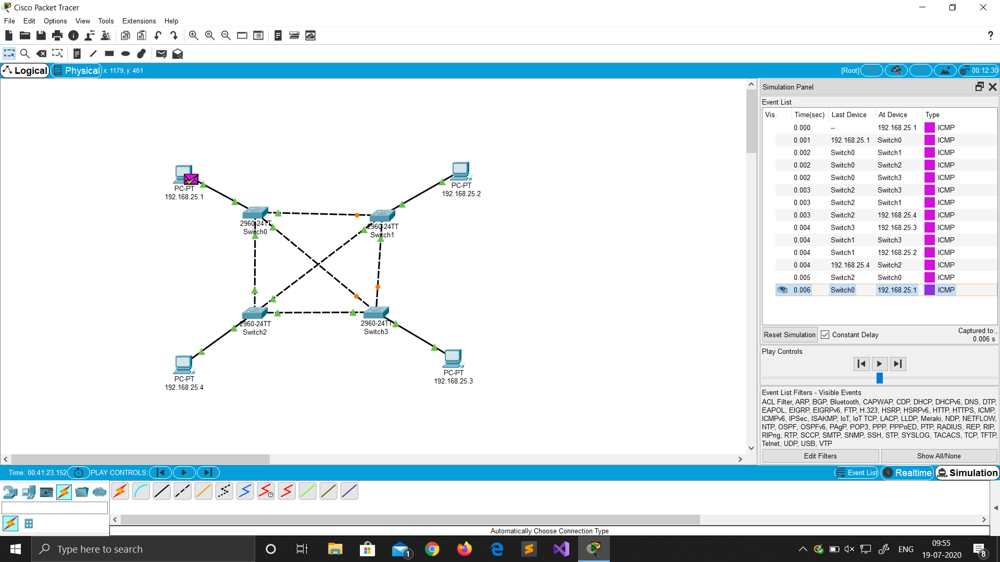 Cisco Packet Tracer
File Edit Options View Tools Extensions Help
Logical Physical x: 1179, y: 461 [Root] 00:12:30
Simulation Panel
Event List
Vis. Time(sec) Last Device At Device Type
0.000 -- 192.168.25.1 ICMP
0.001 192.168.25.1 Switch0 ICMP
0.002 Switch0 Switch1 ICMP
0.002 Switch0 Switch2 ICMP
0.002 Switch0 Switch3 ICMP
0.003 Switch2 Switch3 ICMP
0.003 Switch2 Switch1 ICMP
0.003 Switch2 192.168.25.4 ICMP
0.004 Switch3 192.168.25.3 ICMP
0.004 Switch1 Switch3 ICMP
0.004 Switch1 192.168.25.2 ICMP
0.004 192.168.25.4 Switch2 ICMP
0.005 Switch2 Switch0 ICMP
0.006 Switch0 192.168.25.1 ICMP
Reset Simulation Constant Delay Captured to:
0.006 s
Play Controls
Event List Filters - Visible Events
ACL Filter, ARP, BGP, Bluetooth, CAPWAP, CDP, DHCP, DHCPv6, DNS, DTP,
EAPOL, EIGRP, EIGRPv6, FTP, H.323, HSRP, HSRPv6, HTTP, HTTPS, ICMP,
ICMPv6, IPSec, ISAKMP, IoT, IoT TCP, LACP, LLDP, Meraki, NDP, NETFLOW,
NTP, OSPF, OSPFv6, PAgP, POP3, PPP, PPPoED, PTP, RADIUS, REP, RIP,
RIPng, RTP, SCCP, SMTP, SNMP, SSH, STP, SYSLOG, TACACS, TCP, TFTP,
Telnet, UDP, USB, VTP
Edit Filters Show All/None
PC-PT
192.168.25.1
PC-PT
192.168.25.2
2960-24TT
Switch0
2960-24TT
Switch1
2960-24TT
Switch2
2960-24TT
Switch3
PC-PT
192.168.25.4
PC-PT
192.168.25.3
Time: 00:41:23.152 PLAY CONTROLS: Event List Realtime Simulation
Automatically Choose Connection Type
Type here to search
1
ENG
09:55
19-07-2020
8